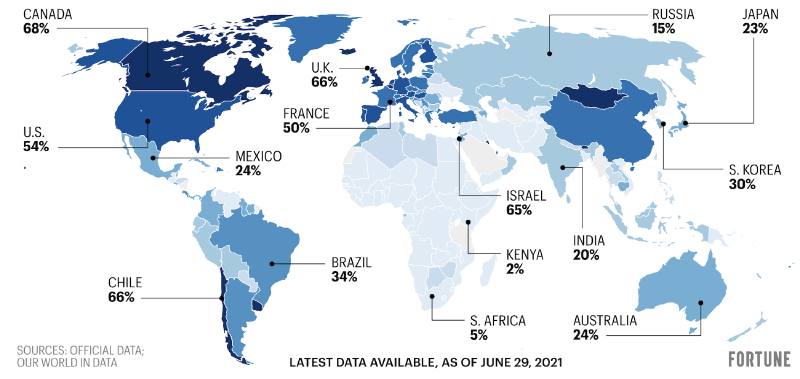 CANADA
68%
RUSSIA
15%
JAPAN
23%
U.K.
66%
FRANCE
50%
U.S.
54%
MEXICO
24%
S. KOREA
30%
ISRAEL
65%
INDIA
20%
KENYA
2%
BRAZIL
34%
CHILE
66%
S. AFRICA
5%
AUSTRALIA
24%
SOURCES: OFFICIAL DATA;
OUR WORLD IN DATA
LATEST DATA AVAILABLE, AS OF JUNE 29, 2021
FORTUNE